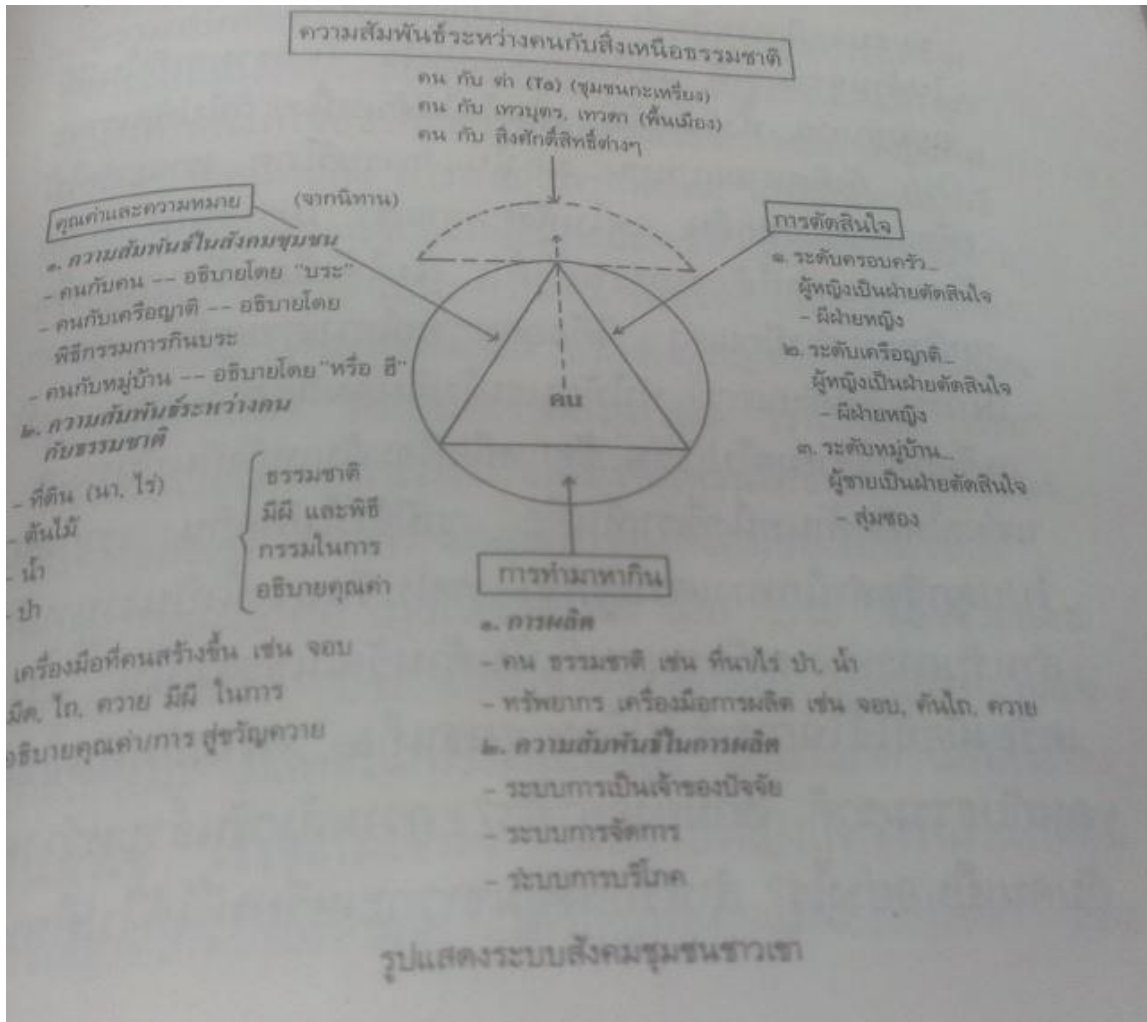 ความสัมพันธ์ระหว่างคนกับสิ่งเหนือธรรมชาติ
คน กับ ต่า (Ta) (ชุมชนกะเหรี่ยง)
คน กับ เทวบุตร, เทวดา (พื้นเมือง)
คน กับ สิ่งศักดิ์สิทธิ์ต่างๆ
คุณค่าและความหมาย (จากนิทาน)
๑. ความสัมพันธ์ในสังคมชุมชน
- คนกับคน -- อธิบายโดย "บระ"
- คนกับเครือญาติ -- อธิบายโดย
พิธีกรรมการกินบระ
- คนกับหมู่บ้าน -- อธิบายโดย "หรื่อ ฮี"
๒. ความสัมพันธ์ระหว่างคน
กับธรรมชาติ
- ที่ดิน (นา, ไร่)
- ต้นไม้
- น้ำ
- ป่า
ธรรมชาติ
มีผี และพิธี
กรรมในการ
อธิบายคุณค่า
เครื่องมือที่คนสร้างขึ้น เช่น จอบ
มีด, ไถ, ควาย มีผี ในการ
อธิบายคุณค่า/การ สู่ขวัญควาย
การตัดสินใจ
๑. ระดับครอบครัว...
ผู้หญิงเป็นฝ่ายตัดสินใจ
- ผีฝ่ายหญิง
๒. ระดับเครือญาติ...
ผู้หญิงเป็นฝ่ายตัดสินใจ
- ผีฝ่ายหญิง
๓. ระดับหมู่บ้าน...
ผู้ชายเป็นฝ่ายตัดสินใจ
- สุ่มซอง
คน
การทำมาหากิน
๑. การผลิต
- คน ธรรมชาติ เช่น ที่นา/ไร่ ป่า, น้ำ
- ทรัพยากร เครื่องมือการผลิต เช่น จอบ, คันไถ, ควาย
๒. ความสัมพันธ์ในการผลิต
- ระบบการเป็นเจ้าของปัจจัย
- ระบบการจัดการ
- ระบบการบริโภค
รูปแสดงระบบสังคมชุมชนชาวเขา